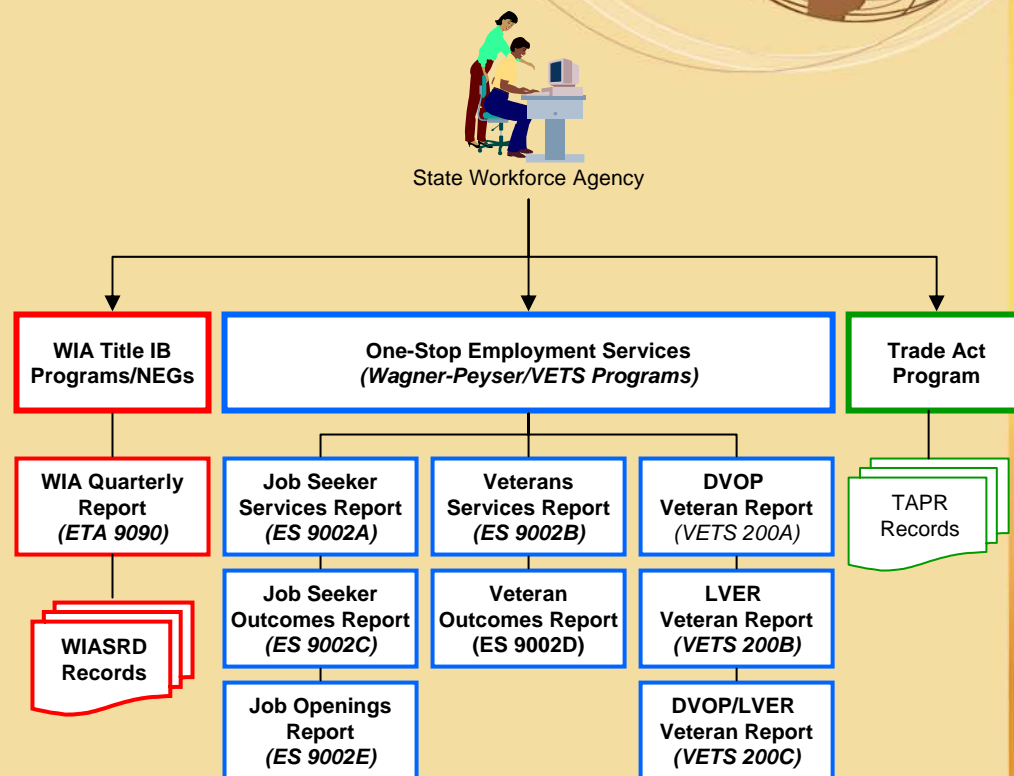 State Workforce Agency
WIA Title IB
Programs/NEGs
One-Stop Employment Services
(Wagner-Peyser/VETS Programs)
Trade Act
Program
WIA Quarterly
Report
(ETA 9090)
Job Seeker
Services Report
(ES 9002A)
Veterans
Services Report
(ES 9002B)
DVOP
Veteran Report
(VETS 200A)
TAPR
Records
WIASRD
Records
Job Seeker
Outcomes Report
(ES 9002C)
Veteran
Outcomes Report
(ES 9002D)
LVER
Veteran Report
(VETS 200B)
Job Openings
Report
(ES 9002E)
DVOP/LVER
Veteran Report
(VETS 200C)